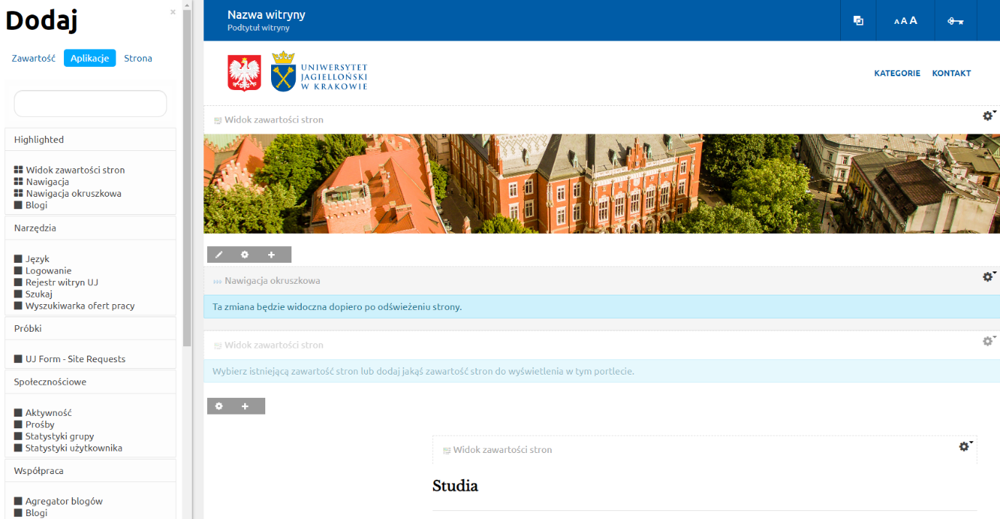 Dodaj
×
Zawartość Aplikacje Strona
Highlighted
Widok zawartości stron
Nawigacja
Nawigacja okruszkowa
Blogi
Narzędzia
Język
Logowanie
Rejestr witryn UJ
Szukaj
Wyszukiwarka ofert pracy
Próbki
UJ Form - Site Requests
Społecznościowe
Aktywność
Prośby
Statystyki grupy
Statystyki użytkownika
Współpraca
Agregator blogów
Blogi
Nazwa witryny
Podtytuł witryny
A A A
UNIWERSYTET
JAGIELLOŃSKI
W KRAKOWIE
KATEGORIE KONTAKT
Widok zawartości stron
Nawigacja okruszkowa
Ta zmiana będzie widoczna dopiero po odświeżeniu strony.
Widok zawartości stron
Wybierz istniejącą zawartość stron lub dodaj jakąś zawartość stron do wyświetlenia w tym portlecie.
Widok zawartości stron
Studia